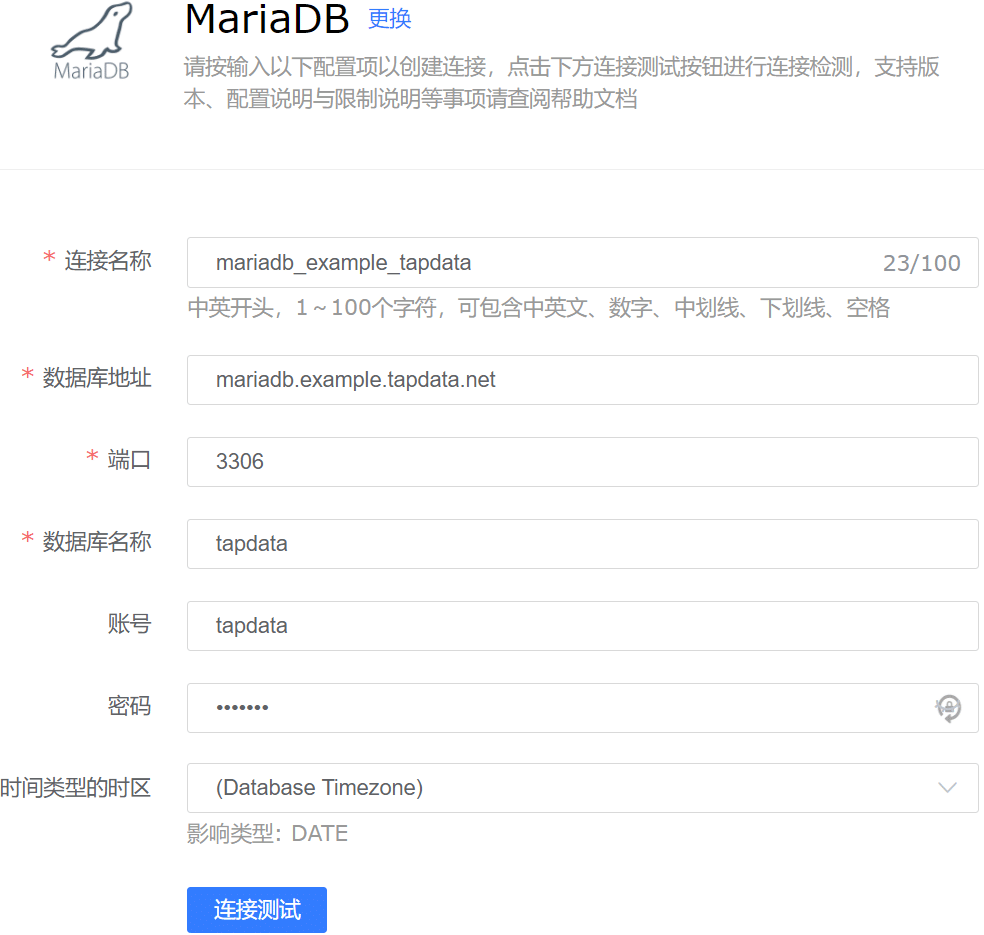 MariaDB 更换
MariaDB
请按输入以下配置项以创建连接，点击下方连接测试按钮进行连接检测，支持版
本、配置说明与限制说明等事项请查阅帮助文档
* 连接名称 mariadb_example_tapdata 23/100
中英开头，1～100个字符，可包含中英文、数字、中划线、下划线、空格
* 数据库地址 mariadb.example.tapdata.net
* 端口 3306
* 数据库名称 tapdata
账号 tapdata
密码 •••••••
时间类型的时区 (Database Timezone)
影响类型：DATE
连接测试